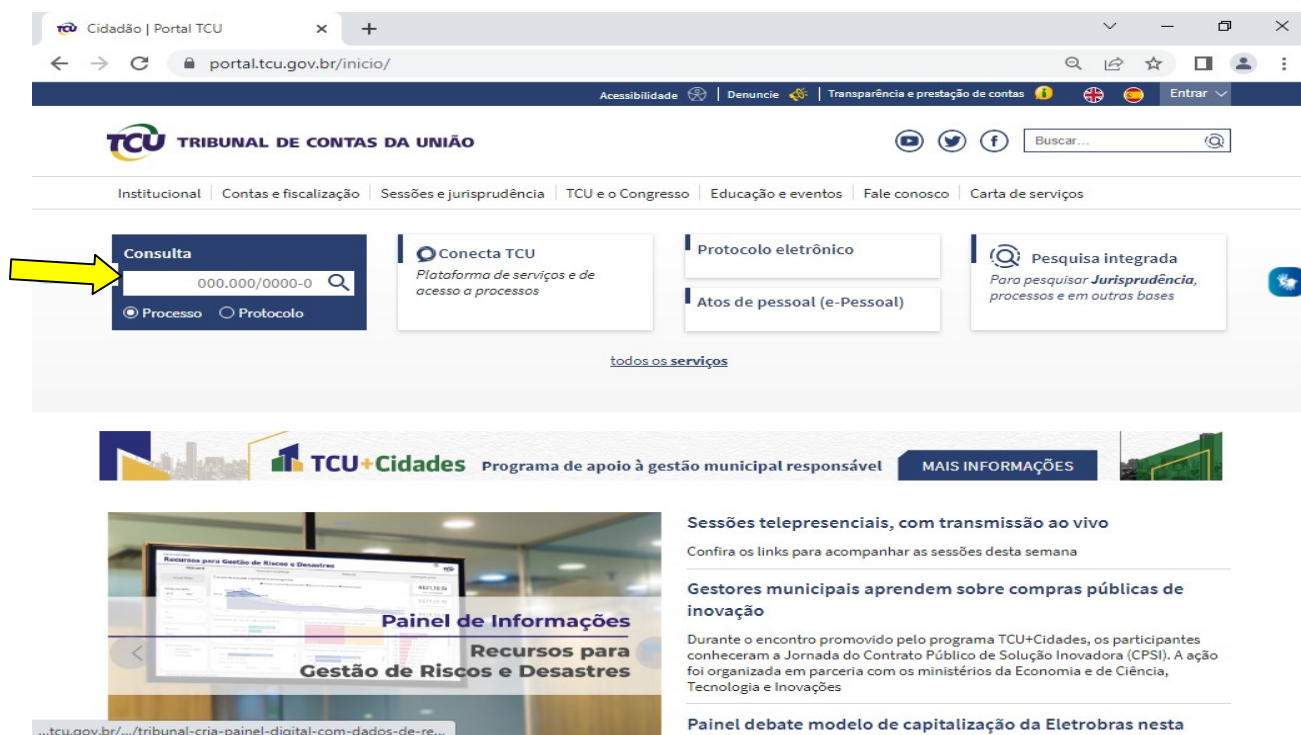 Cidadão | Portal TCU
portal.tcu.gov.br/inicio/
Acessibilidade | Denuncie | Transparência e prestação de contas Entrar
TCU TRIBUNAL DE CONTAS DA UNIÃO
Buscar...
Institucional Contas e fiscalização Sessões e jurisprudência TCU e o Congresso Educação e eventos Fale conosco Carta de serviços
Consulta
000.000/0000-0
Processo Protocolo
Conecta TCU
Plataforma de serviços e de
acesso a processos
Protocolo eletrônico
Atos de pessoal (e-Pessoal)
Pesquisa integrada
Para pesquisar Jurisprudência,
processos e em outras bases
todos os serviços
TCU+Cidades Programa de apoio à gestão municipal responsável MAIS INFORMAÇÕES
Recursos para Gestão de Riscos e Desastres
Painel de Informações
Recursos para
Gestão de Riscos e Desastres
Sessões telepresenciais, com transmissão ao vivo
Confira os links para acompanhar as sessões desta semana
Gestores municipais aprendem sobre compras públicas de
inovação
Durante o encontro promovido pelo programa TCU+Cidades, os participantes
conheceram a Jornada do Contrato Público de Solução Inovadora (CPSI). A ação
foi organizada em parceria com os ministérios da Economia e de Ciência,
Tecnologia e Inovações
Painel debate modelo de capitalização da Eletrobras nesta
...tcu.gov.br/.../tribunal-cria-painel-digital-com-dados-de-re...